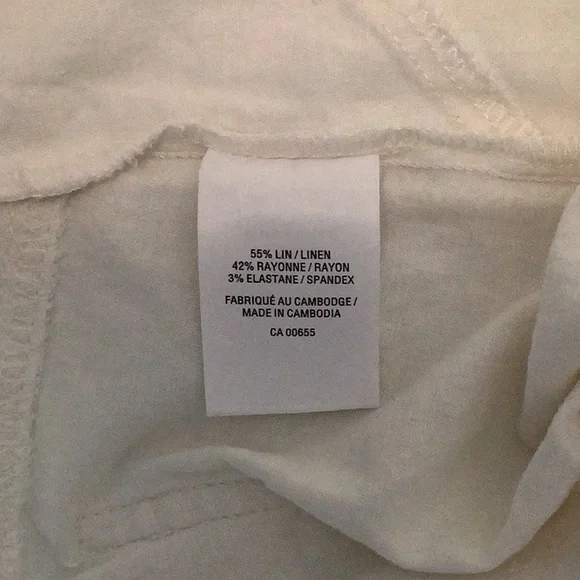 55% LIN / LINEN
42% RAYONNE / RAYON
3% ELASTANE / SPANDEX
FABRIQUÉ AU CAMBODGE /
MADE IN CAMBODIA
CA 00655